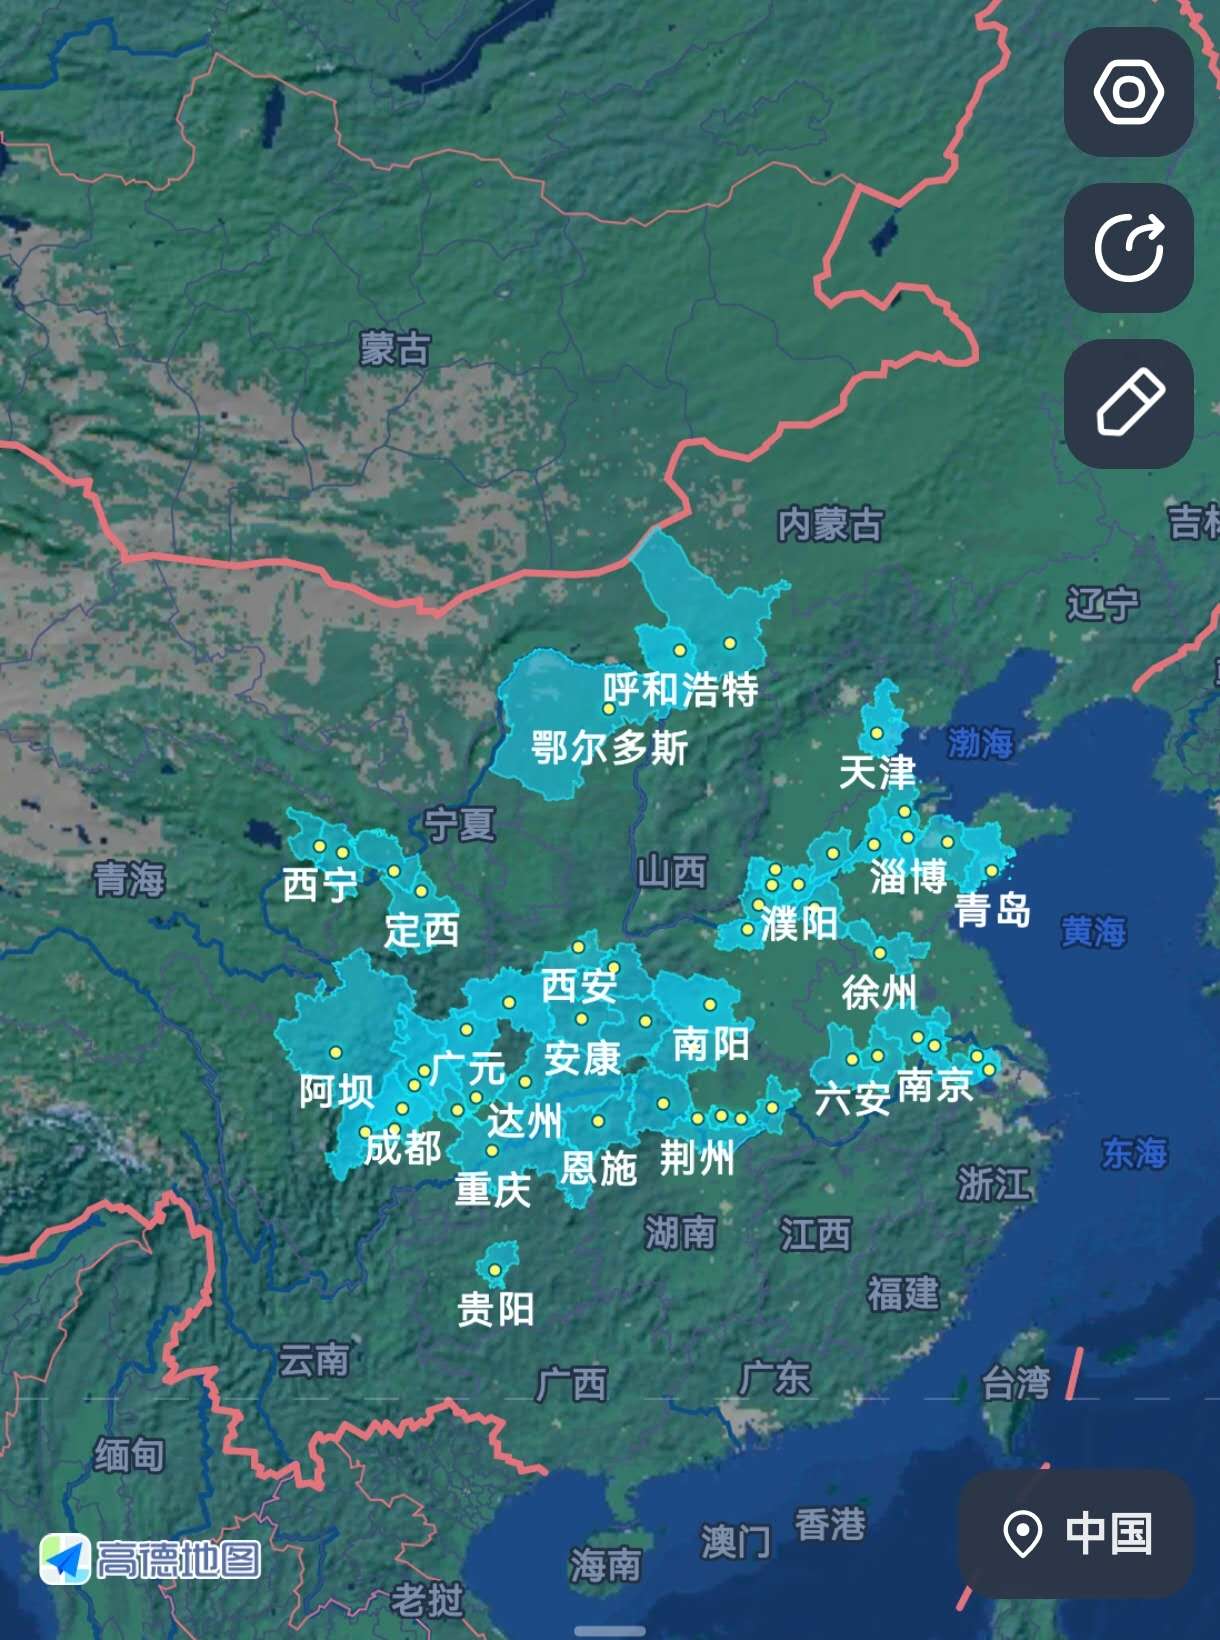 蒙古
内蒙古
吉林
辽宁
呼和浩特
鄂尔多斯
渤海
天津
宁夏
山西
青海
西宁
淄博
青岛
定西
濮阳
黄海
西安
徐州
南阳
安康
广元
阿坝
六安
南京
达州
成都
恩施
荆州
东海
重庆
浙江
湖南
江西
福建
贵阳
云南
广西
广东
台湾
缅甸
香港
澳门
中国
高德地图
海南
老挝